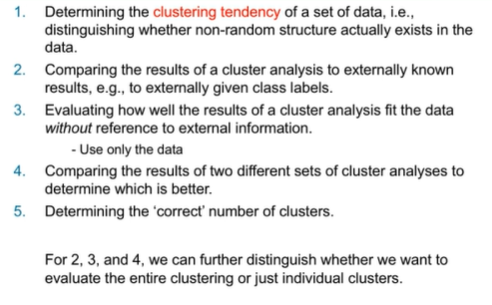 1. Determining the clustering tendency of a set of data, i.e.,
distinguishing whether non-random structure actually exists in the
data.
2. Comparing the results of a cluster analysis to externally known
results, e.g., to externally given class labels.
3. Evaluating how well the results of a cluster analysis fit the data
without reference to external information.
- Use only the data
4. Comparing the results of two different sets of cluster analyses to
determine which is better.
5. Determining the ‘correct’ number of clusters.
For 2, 3, and 4, we can further distinguish whether we want to
evaluate the entire clustering or just individual clusters.